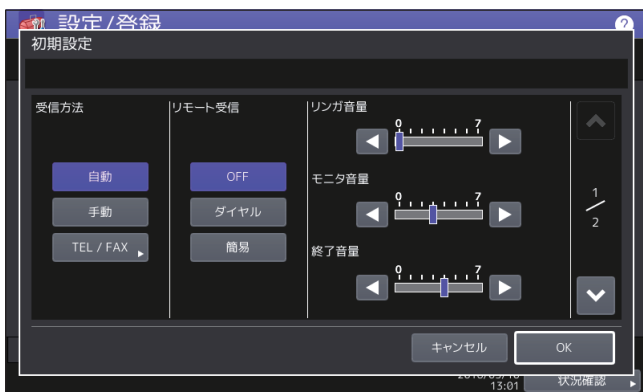 設定/登録
?
初期設定
受信方法
自動
手動
TEL / FAX
リモート受信
OFF
ダイヤル
簡易
リンガ音量
0 7
モニタ音量
0 7
終了音量
0 7
1
2
キャンセル
OK
13:01
状況確認